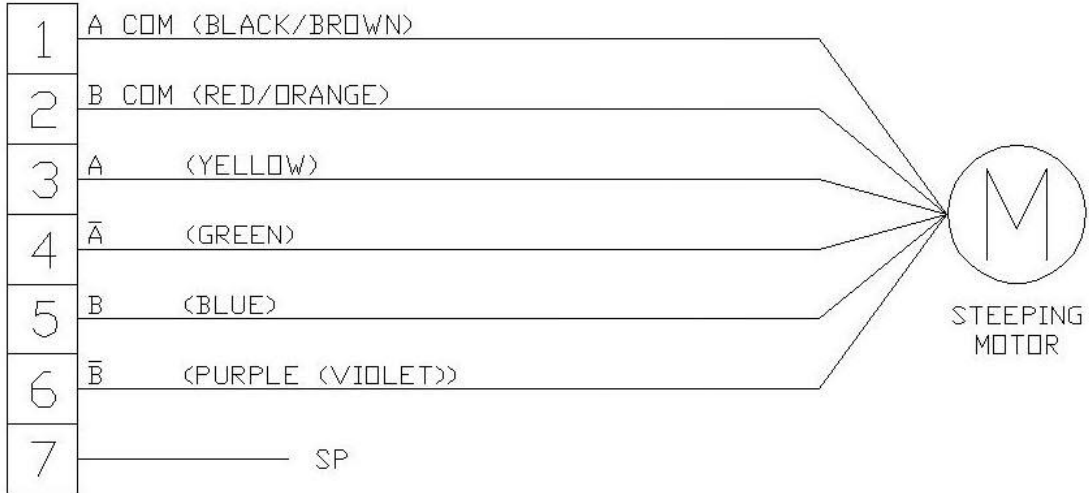 1 A COM (BLACK/BROWN)
2 B COM (RED/ORANGE)
3 A (YELLOW)
4 A̅ (GREEN)
5 B (BLUE)
6 B̅ (PURPLE (VIOLET))
7 SP
M
STEEPING
MOTOR